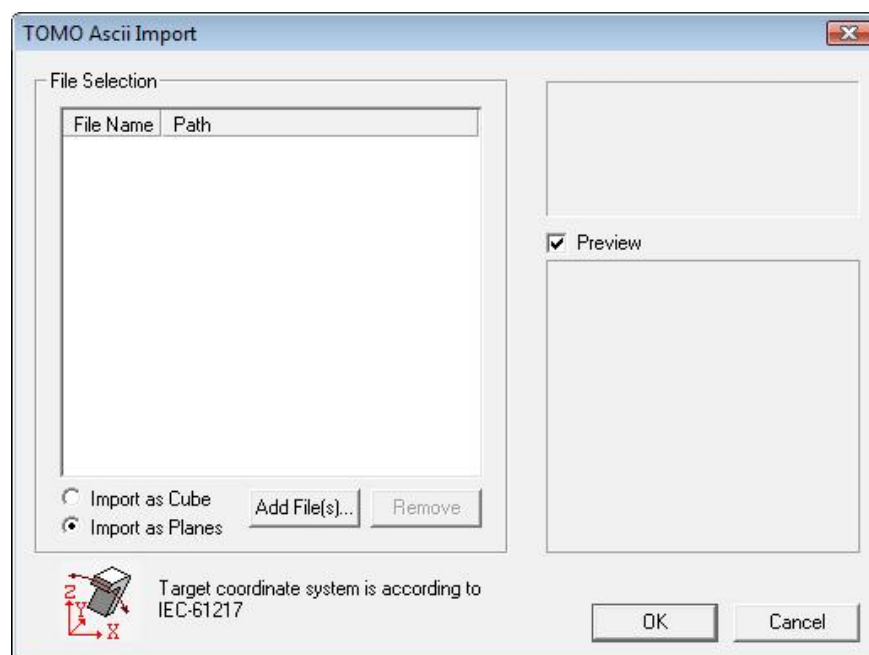 TOMO Ascii Import
File Selection
File Name Path
Preview
Import as Cube
Import as Planes
Add File(s)...
Remove
Z
Y
X
Target coordinate system is according to
IEC-61217
OK
Cancel